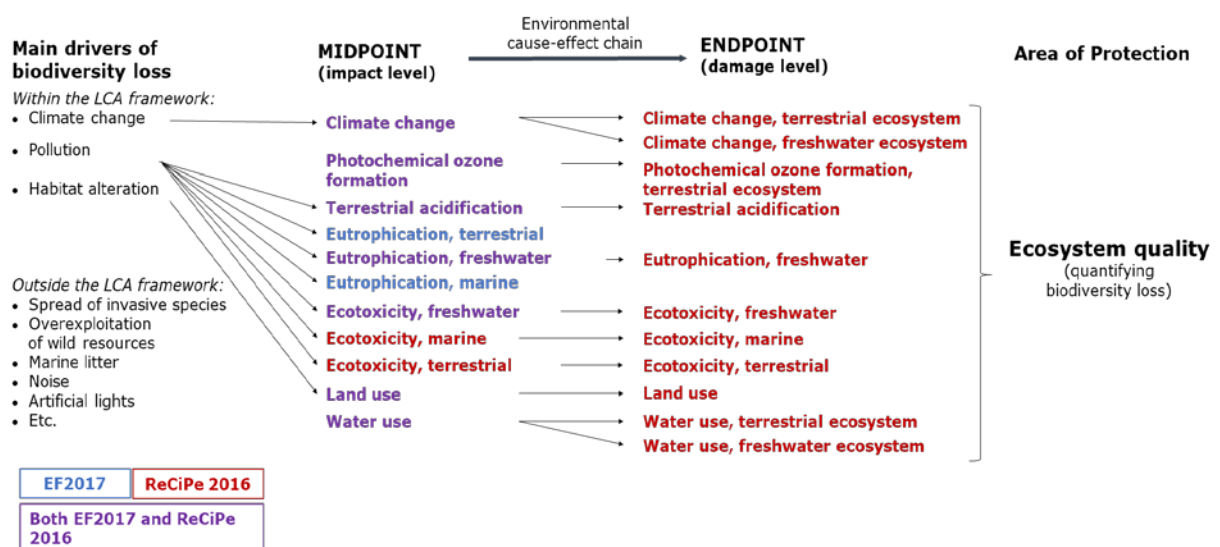 Main drivers of
biodiversity loss
Within the LCA framework:
• Climate change
• Pollution
• Habitat alteration
Outside the LCA framework:
• Spread of invasive species
• Overexploitation
of wild resources
• Marine litter
• Noise
• Artificial lights
• Etc.
MIDPOINT
(impact level)
Climate change
Photochemical ozone
formation
Terrestrial acidification
Eutrophication, terrestrial
Eutrophication, freshwater
Eutrophication, marine
Ecotoxicity, freshwater
Ecotoxicity, marine
Ecotoxicity, terrestrial
Land use
Water use
Environmental
cause-effect chain
ENDPOINT
(damage level)
Climate change, terrestrial ecosystem
Climate change, freshwater ecosystem
Photochemical ozone formation,
terrestrial ecosystem
Terrestrial acidification
Eutrophication, freshwater
Ecotoxicity, freshwater
Ecotoxicity, marine
Ecotoxicity, terrestrial
Land use
Water use, terrestrial ecosystem
Water use, freshwater ecosystem
Area of Protection
Ecosystem quality
(quantifying
biodiversity loss)
EF2017
ReCiPe 2016
Both EF2017 and ReCiPe
2016